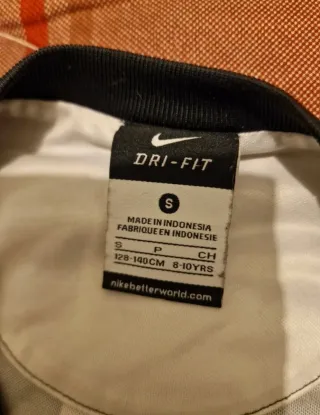 DRI-FIT
S
MADE IN INDONESIA
FABRIQUE EN INDONESIE
S P CH
128-140CM 8-10YRS
nikebetterworld.com